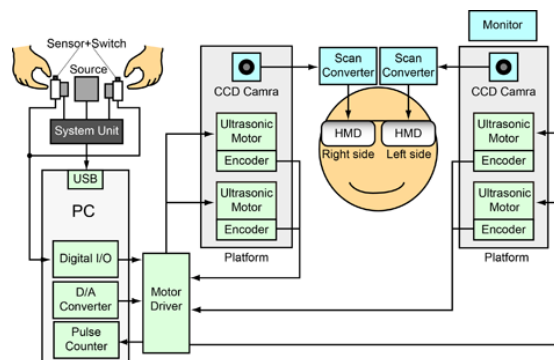 Sensor+Switch
Source
System Unit
USB
PC
Digital I/O
D/A
Converter
Pulse
Counter
Motor
Driver
CCD Camra
Ultrasonic
Motor
Encoder
Ultrasonic
Motor
Encoder
Platform
Scan
Converter
Scan
Converter
HMD
HMD
Right side
Left side
Monitor
CCD Camra
Ultrasonic
Motor
Encoder
Ultrasonic
Motor
Encoder
Platform